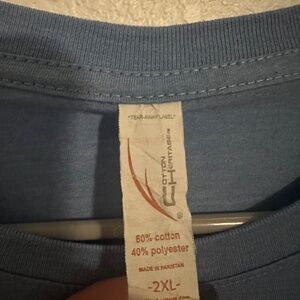 "TEAR-AWAY LABEL"
COTTON
HERITAGE
60% cotton
40% polyester
MADE IN PAKISTAN
-2XL-